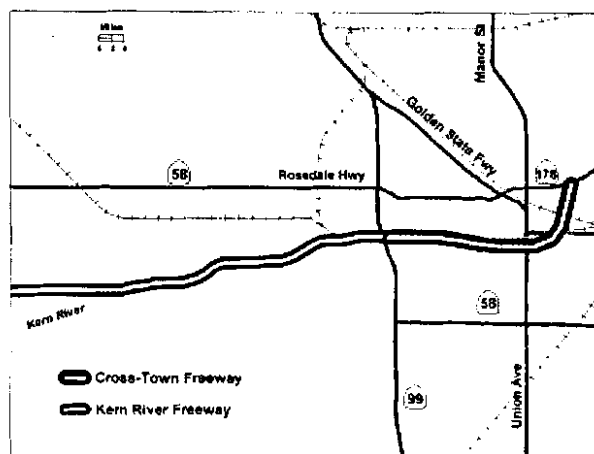 Miles
Manor St
Golden State Fwy
58
Rosedale Hwy
178
Kern River
58
Cross-Town Freeway
Kern River Freeway
99
Union Ave